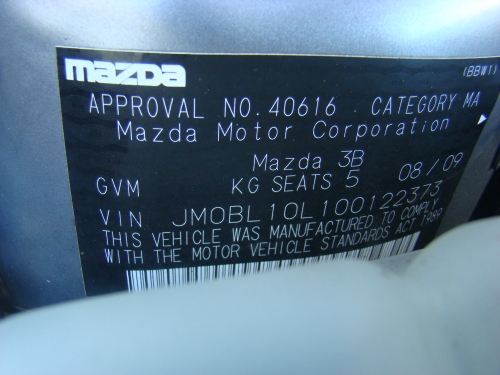 mazda (BBW1)
APPROVAL NO.40616 CATEGORY MA
Mazda Motor Corporation
Mazda 3B 08/09
GVM KG SEATS 5
VIN JM0BL10L100122373
THIS VEHICLE WAS MANUFACTURED TO COMPLY
WITH THE MOTOR VEHICLE STANDARDS ACT 1989